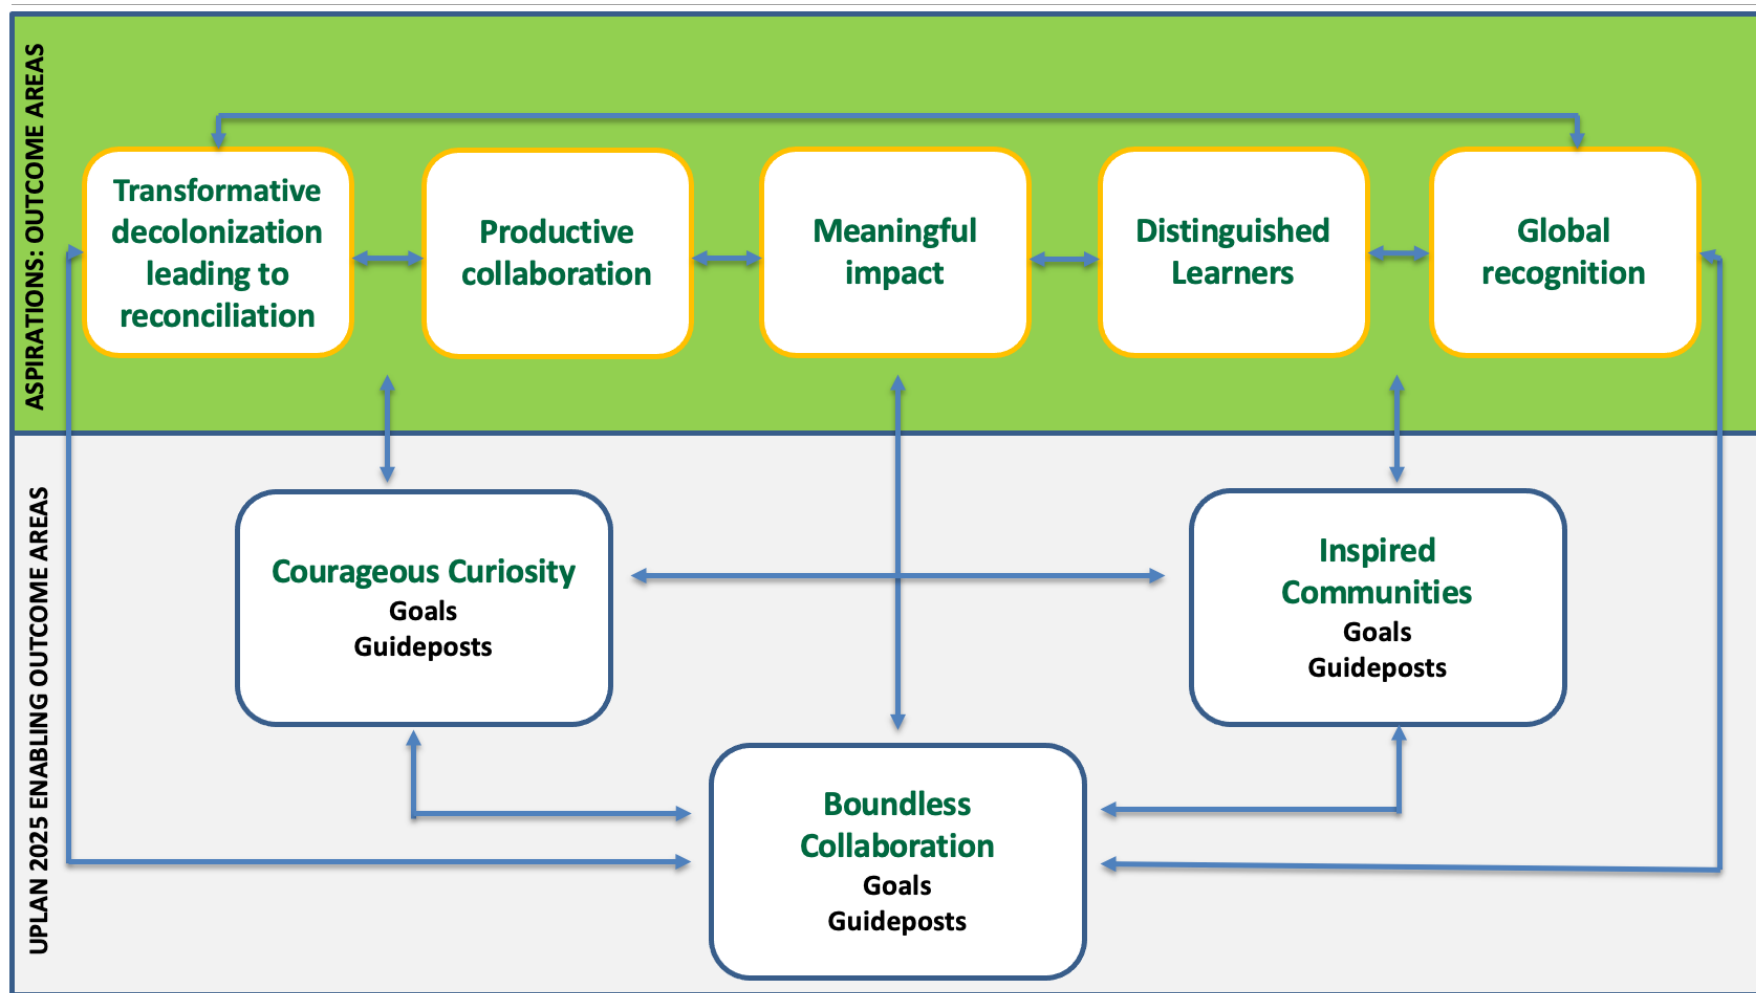 ASPIRATIONS: OUTCOME AREAS
Transformative
decolonization
leading to
reconciliation
Productive
collaboration
Meaningful
impact
Distinguished
Learners
Global
recognition
UPLAN 2025 ENABLING OUTCOME AREAS
Courageous Curiosity
Goals
Guideposts
Inspired
Communities
Goals
Guideposts
Boundless
Collaboration
Goals
Guideposts